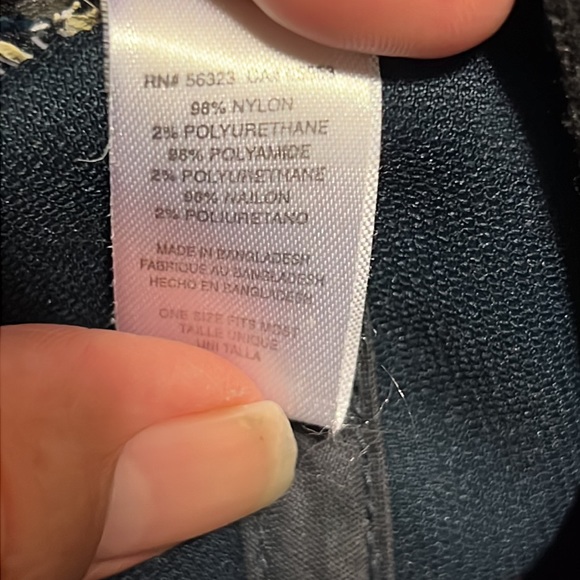 RN# 56323 CA#
98% NYLON
2% POLYURETHANE
98% POLYAMIDE
2% POLYURETHANE
98% NAILON
2% POLIURETANO
MADE IN BANGLADESH
FABRIQUE AU BANGLADESH
HECHO EN BANGLADESH
ONE SIZE FITS MOST
TAILLE UNIQUE
UNI TALLA